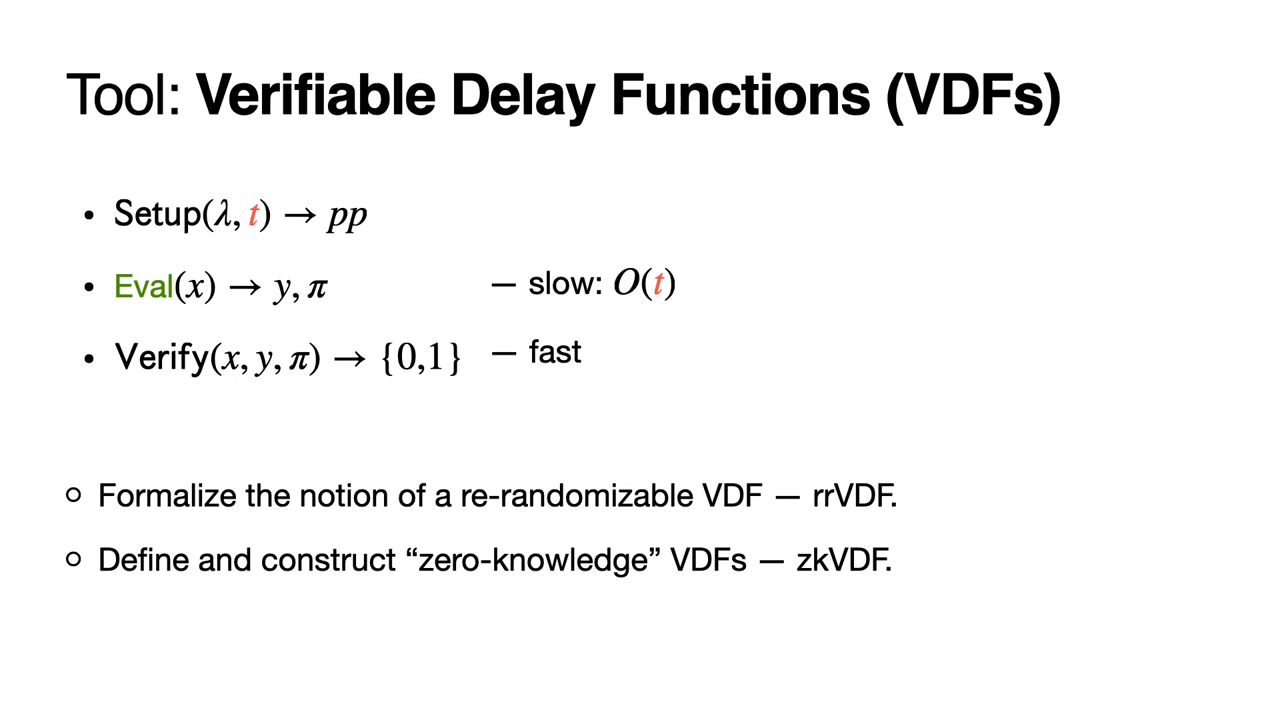 Tool: Verifiable Delay Functions (VDFs)
• Setup(λ, t) → pp
• Eval(x) → y, π — slow: O(t)
• Verify(x, y, π) → {0,1} — fast
○ Formalize the notion of a re-randomizable VDF — rrVDF.
○ Define and construct “zero-knowledge” VDFs — zkVDF.